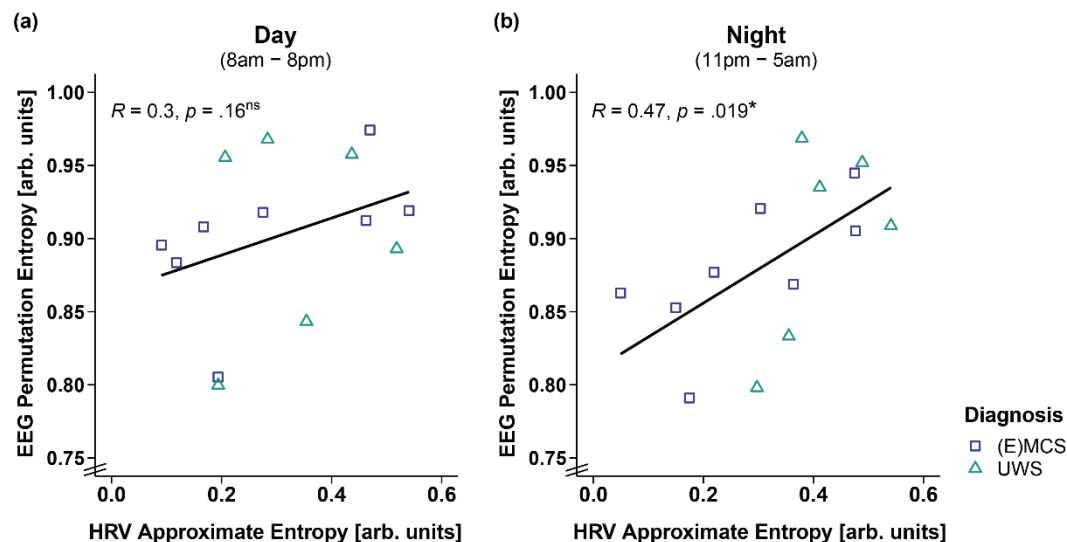 (a)
Day
(8am − 8pm)
R = 0.3, p = .16ns
EEG Permutation Entropy [arb. units]
1.00
0.95
0.90
0.85
0.80
0.75
0.0 0.2 0.4 0.6
HRV Approximate Entropy [arb. units]
(b)
Night
(11pm − 5am)
R = 0.47, p = .019*
EEG Permutation Entropy [arb. units]
1.00
0.95
0.90
0.85
0.80
0.75
0.0 0.2 0.4 0.6
HRV Approximate Entropy [arb. units]
Diagnosis
(E)MCS
UWS